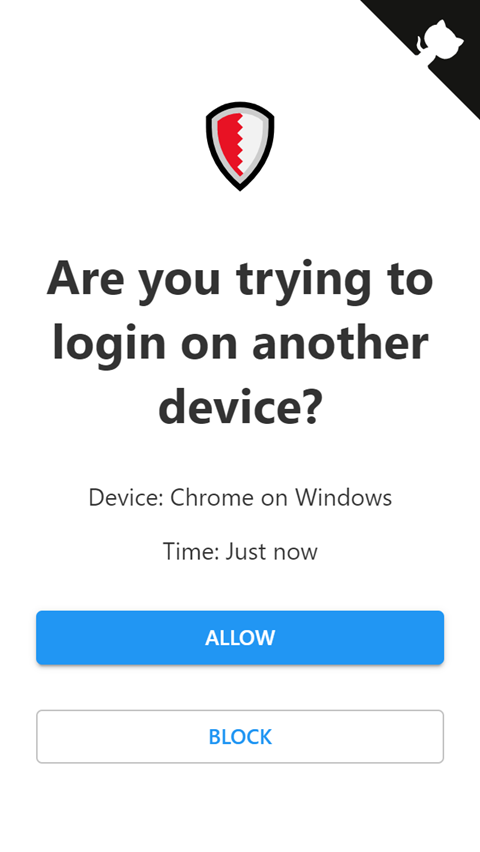 Are you trying to
login on another
device?
Device: Chrome on Windows
Time: Just now
ALLOW
BLOCK